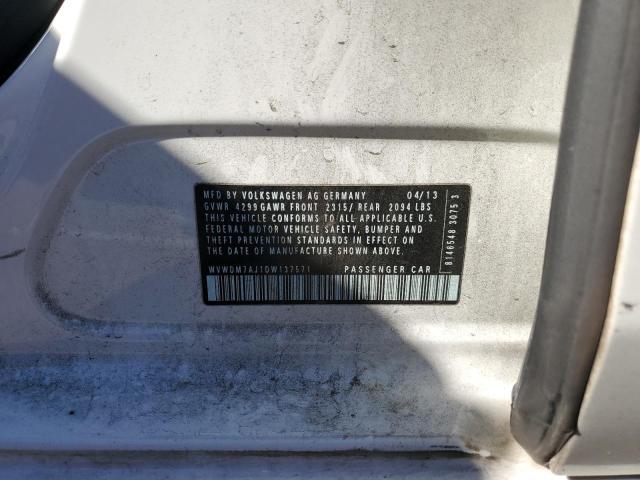 MFD BY VOLKSWAGEN AG GERMANY 04/13
GVWR 4299 GAWR FRONT 2315/ REAR 2094 LBS
THIS VEHICLE CONFORMS TO ALL APPLICABLE U.S.
FEDERAL MOTOR VEHICLE SAFETY, BUMPER AND
THEFT PREVENTION STANDARDS IN EFFECT ON
THE DATE OF MANUFACTURE SHOWN ABOVE.
WVWDM7AJ1DW137571 PASSENGER CAR
8146548 3075 3